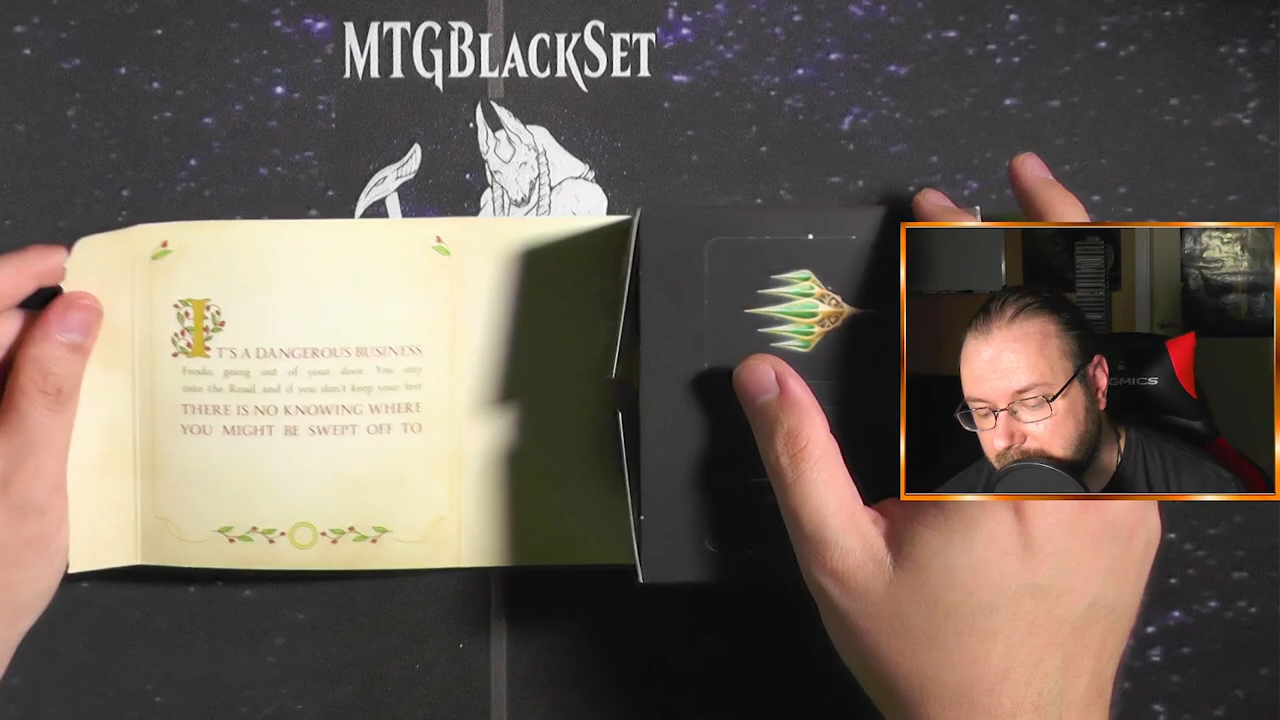 MTGBLACKSET
IT'S A DANGEROUS BUSINESS
Frodo, going out of your door. You step
onto the Road, and if you don't keep your feet
THERE IS NO KNOWING WHERE
YOU MIGHT BE SWEPT OFF TO
GMICS